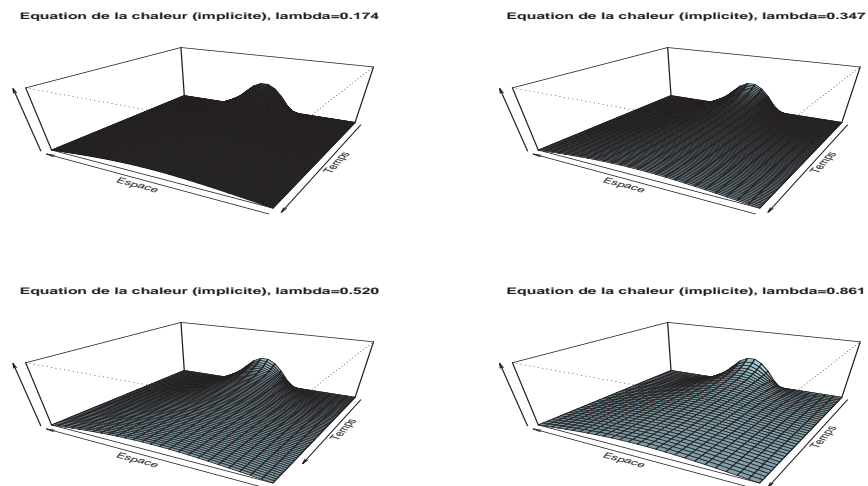 Equation de la chaleur (implicite), lambda=0.174
Espace
Temps
Equation de la chaleur (implicite), lambda=0.347
Espace
Temps
Equation de la chaleur (implicite), lambda=0.520
Espace
Temps
Equation de la chaleur (implicite), lambda=0.861
Espace
Temps